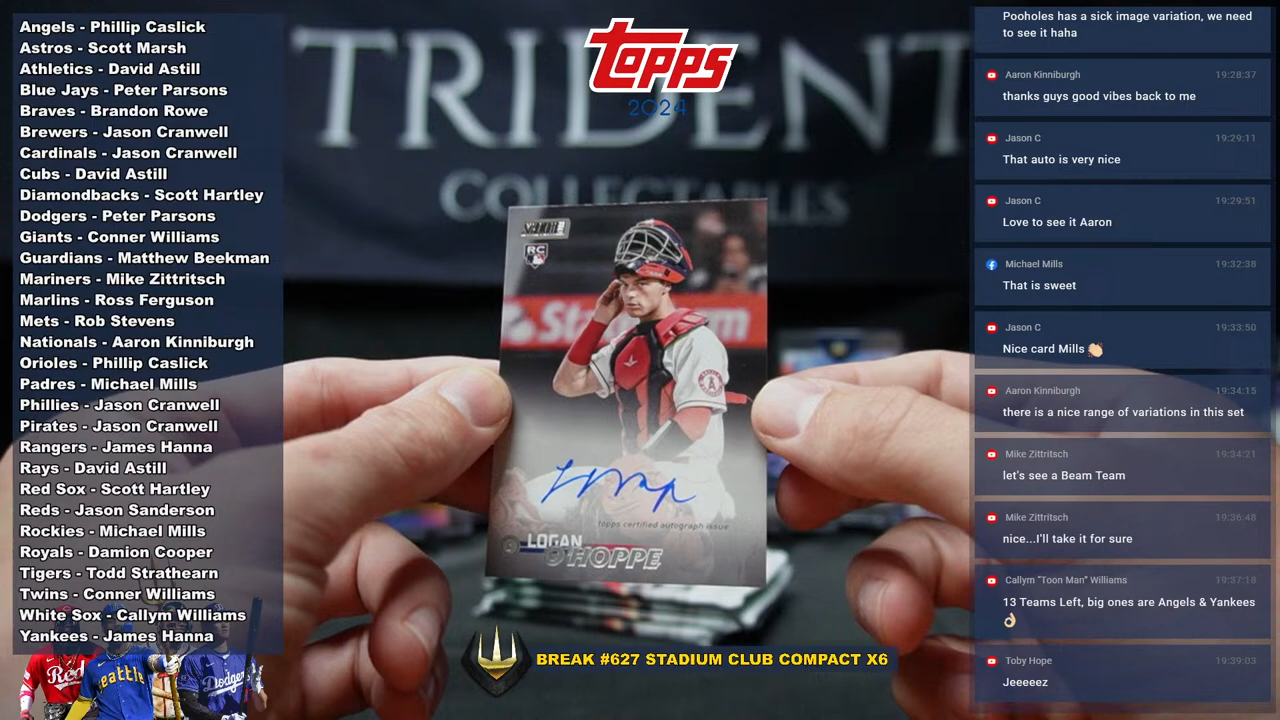 Angels - Phillip Caslick
Astros - Scott Marsh
Athletics - David Astill
Blue Jays - Peter Parsons
Braves - Brandon Rowe
Brewers - Jason Cranwell
Cardinals - Jason Cranwell
Cubs - David Astill
Diamondbacks - Scott Hartley
Dodgers - Peter Parsons
Giants - Conner Williams
Guardians - Matthew Beekman
Mariners - Mike Zittritsch
Marlins - Ross Ferguson
Mets - Rob Stevens
Nationals - Aaron Kinniburgh
Orioles - Phillip Caslick
Padres - Michael Mills
Phillies - Jason Cranwell
Pirates - Jason Cranwell
Rangers - James Hanna
Rays - David Astill
Red Sox - Scott Hartley
Reds - Jason Sanderson
Rockies - Michael Mills
Royals - Damion Cooper
Tigers - Todd Strathearn
Twins - Conner Williams
White Sox - Callym Williams
Yankees - James Hanna
topps
2024
TRIDENT
COLLECTABLES
RC
topps certified autograph issue
LOGAN
O'HOPPE
BREAK #627 STADIUM CLUB COMPACT X6
Pooholes has a sick image variation, we need
to see it haha
Aaron Kinniburgh 19:28:37
thanks guys good vibes back to me
Jason C 19:29:11
That auto is very nice
Jason C 19:29:51
Love to see it Aaron
Michael Mills 19:32:38
That is sweet
Jason C 19:33:50
Nice card Mills 👏🏻
Aaron Kinniburgh 19:34:15
there is a nice range of variations in this set
Mike Zittritsch 19:34:21
let's see a Beam Team
Mike Zittritsch 19:36:48
nice...I'll take it for sure
Callym "Toon Man" Williams 19:37:18
13 Teams Left, big ones are Angels & Yankees
👌🏻
Toby Hope 19:39:03
Jeeeeez